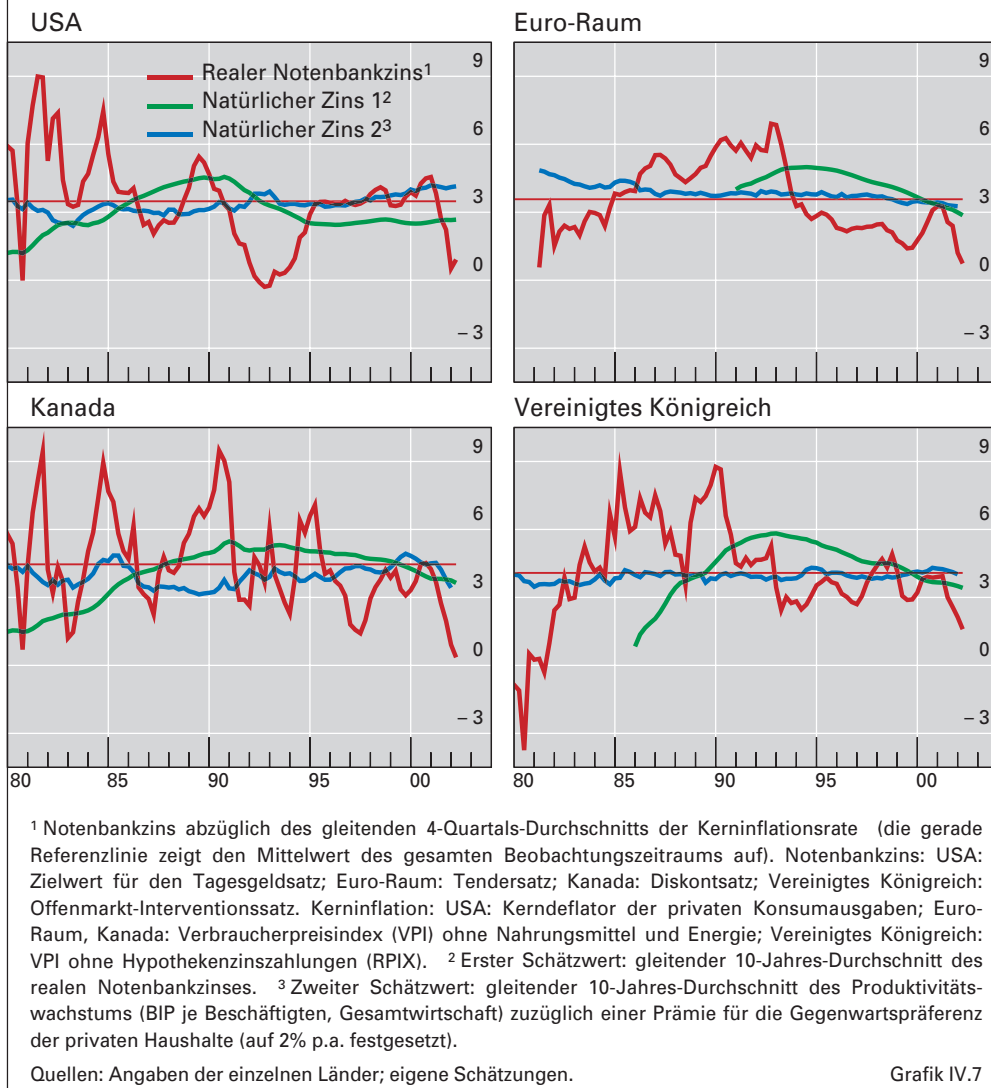 USA
Euro-Raum
Realer Notenbankzins¹
Natürlicher Zins 1²
Natürlicher Zins 2³
9
6
3
0
– 3
9
6
3
0
– 3
Kanada
Vereinigtes Königreich
9
6
3
0
– 3
9
6
3
0
– 3
80 85 90 95 00
80 85 90 95 00
¹ Notenbankzins abzüglich des gleitenden 4-Quartals-Durchschnitts der Kerninflationsrate (die gerade
Referenzlinie zeigt den Mittelwert des gesamten Beobachtungszeitraums auf). Notenbankzins: USA:
Zielwert für den Tagesgeldsatz; Euro-Raum: Tendersatz; Kanada: Diskontsatz; Vereinigtes Königreich:
Offenmarkt-Interventionssatz. Kerninflation: USA: Kerndeflator der privaten Konsumausgaben; Euro-
Raum, Kanada: Verbraucherpreisindex (VPI) ohne Nahrungsmittel und Energie; Vereinigtes Königreich:
VPI ohne Hypothekenzinszahlungen (RPIX). ² Erster Schätzwert: gleitender 10-Jahres-Durchschnitt des
realen Notenbankzinses. ³ Zweiter Schätzwert: gleitender 10-Jahres-Durchschnitt des Produktivitäts-
wachstums (BIP je Beschäftigten, Gesamtwirtschaft) zuzüglich einer Prämie für die Gegenwartspräferenz
der privaten Haushalte (auf 2% p.a. festgesetzt).
Quellen: Angaben der einzelnen Länder; eigene Schätzungen. Grafik IV.7